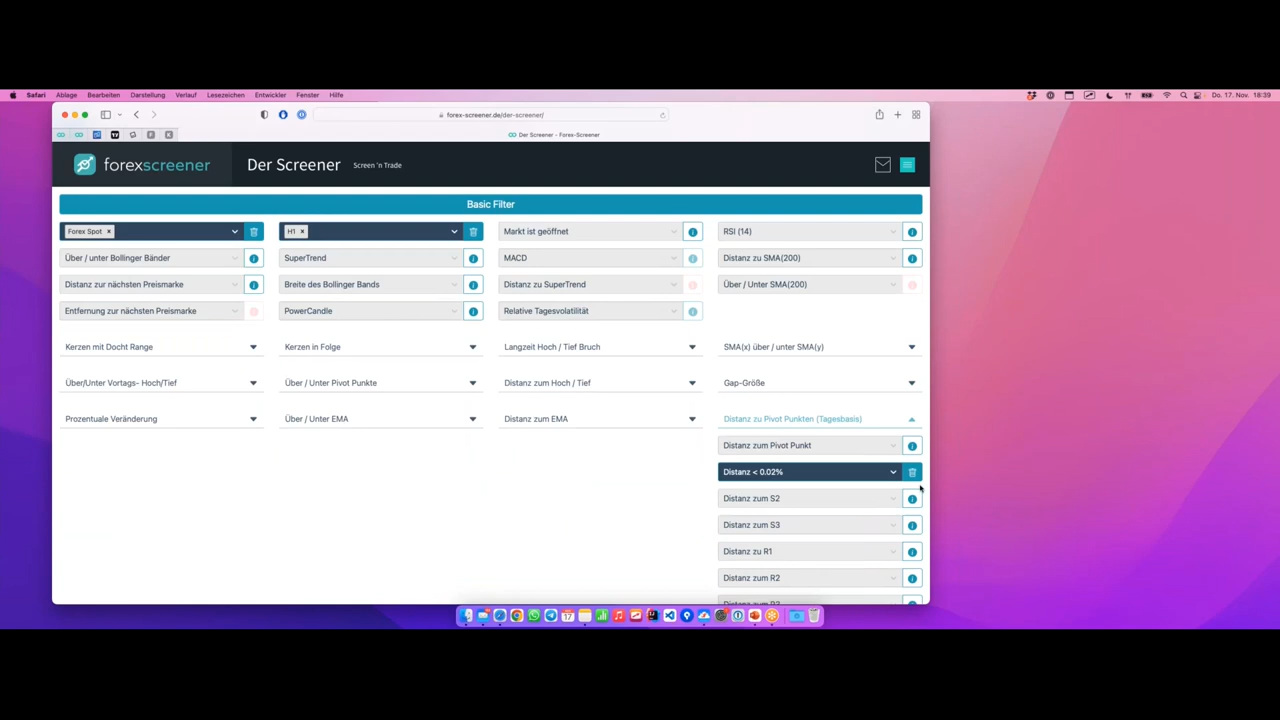 Safari Ablage Bearbeiten Darstellung Verlauf Lesezeichen Entwickler Fenster Hilfe Do. 17. Nov. 18:39
forex-screener.de/der-screener/
Der Screener - Forex-Screener
forexscreener Der Screener Screen 'n Trade
Basic Filter
Forex Spot × H1 × Markt ist geöffnet RSI (14)
Über / unter Bollinger Bänder SuperTrend MACD Distanz zu SMA(200)
Distanz zur nächsten Preismarke Breite des Bollinger Bands Distanz zu SuperTrend Über / Unter SMA(200)
Entfernung zur nächsten Preismarke PowerCandle Relative Tagesvolatilität
Kerzen mit Docht Range Kerzen in Folge Langzeit Hoch / Tief Bruch SMA(x) über / unter SMA(y)
Über/Unter Vortags- Hoch/Tief Über / Unter Pivot Punkte Distanz zum Hoch / Tief Gap-Größe
Prozentuale Veränderung Über / Unter EMA Distanz zum EMA Distanz zu Pivot Punkten (Tagesbasis)
Distanz zum Pivot Punkt
Distanz < 0.02%
Distanz zum S2
Distanz zum S3
Distanz zu R1
Distanz zum R2
Distanz zum R3